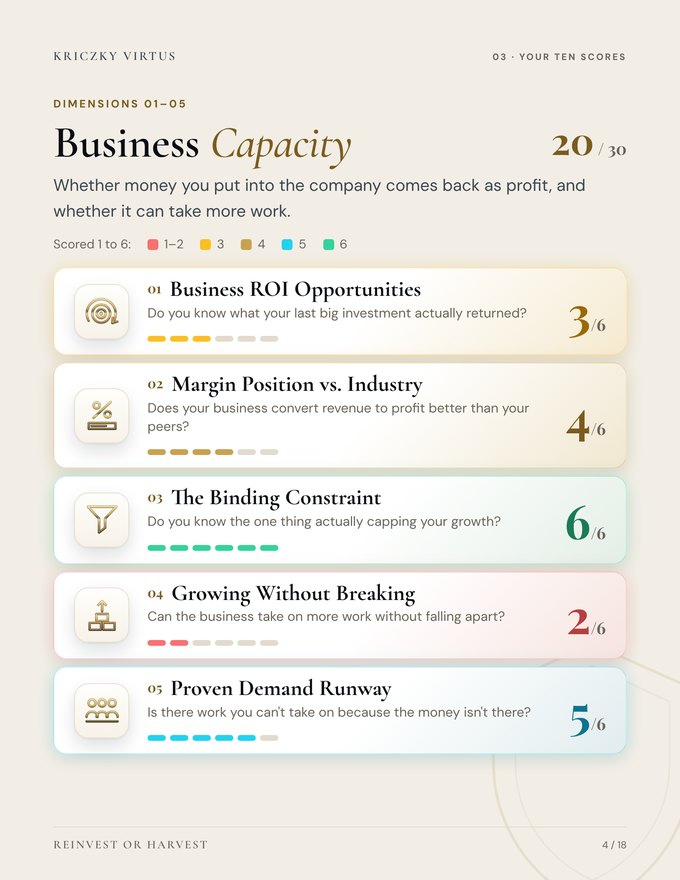 KRICZKY VIRTUS
03 · YOUR TEN SCORES
DIMENSIONS 01–05
Business Capacity
20 / 30
Whether money you put into the company comes back as profit, and
whether it can take more work.
Scored 1 to 6: 1–2 3 4 5 6
01 Business ROI Opportunities
Do you know what your last big investment actually returned?
3/6
02 Margin Position vs. Industry
Does your business convert revenue to profit better than your
peers?
4/6
03 The Binding Constraint
Do you know the one thing actually capping your growth?
6/6
04 Growing Without Breaking
Can the business take on more work without falling apart?
2/6
05 Proven Demand Runway
Is there work you can't take on because the money isn't there?
5/6
REINVEST OR HARVEST
4 / 18